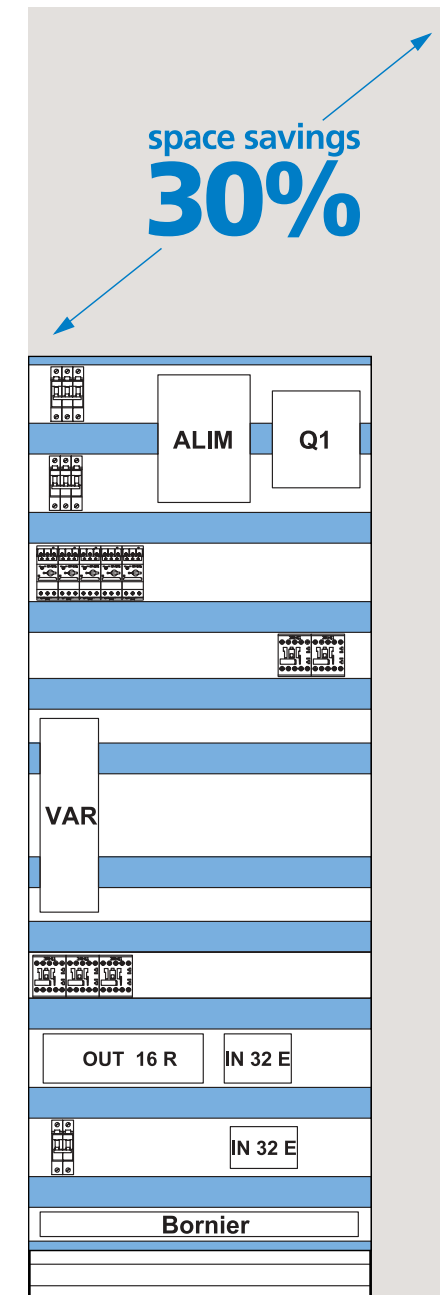 space savings
30%
ALIM
Q1
VAR
OUT 16 R
IN 32 E
IN 32 E
Bornier